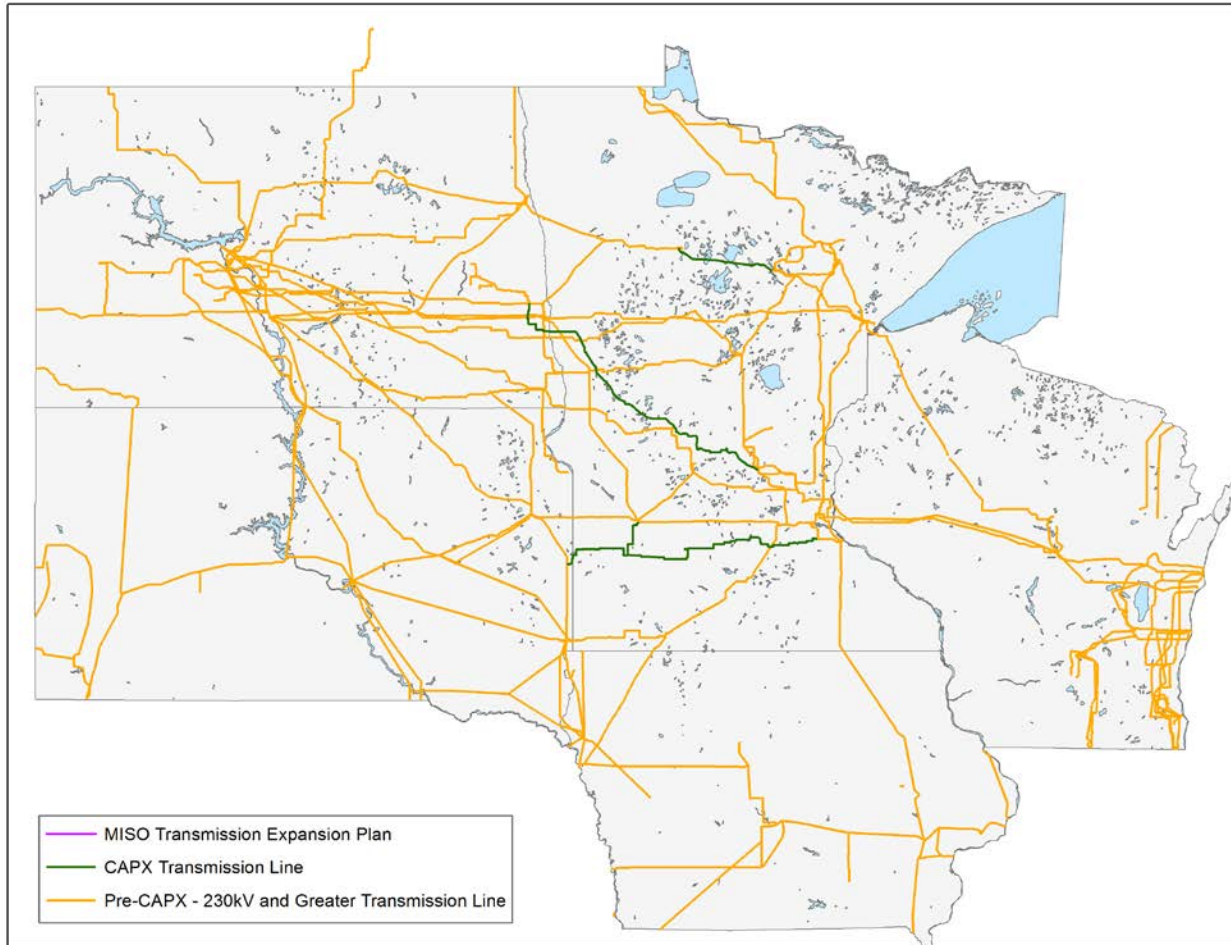 MISO Transmission Expansion Plan
CAPX Transmission Line
Pre-CAPX - 230kV and Greater Transmission Line